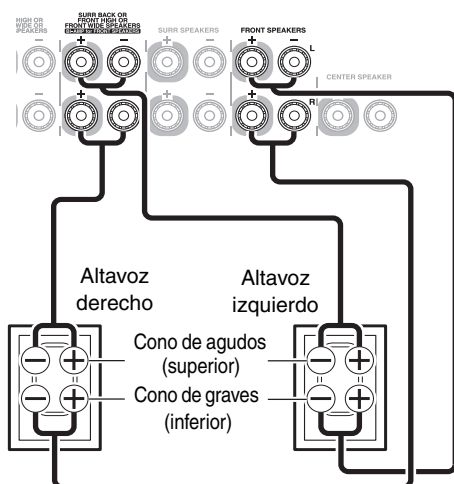 HIGH OR
WIDE OR
SPEAKERS
SURR BACK OR
FRONT HIGH OR
FRONT WIDE SPEAKERS
BI-AMP for FRONT SPEAKERS
SURR SPEAKERS
FRONT SPEAKERS
+ − + − + −
L
CENTER SPEAKER
+ − + − + −
R
Altavoz
derecho
Altavoz
izquierdo
Cono de agudos
(superior)
Cono de graves
(inferior)
− + − +
− + − +